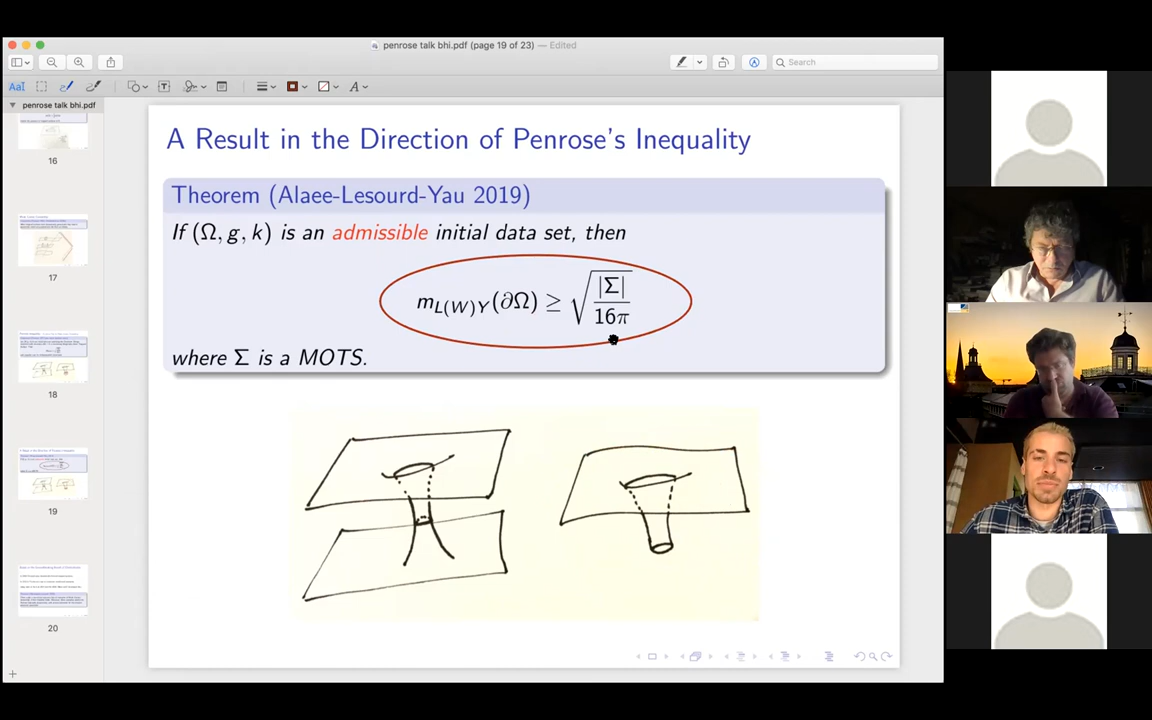 penrose talk bhi.pdf (page 19 of 23) — Edited
Search
penrose talk bhi.pdf
16
17
18
19
20
A Result in the Direction of Penrose's Inequality
Theorem (Alaee-Lesourd-Yau 2019)
If (Ω, g, k) is an admissible initial data set, then
m_{L(W)Y}(∂Ω) ≥ √(|Σ|/16π)
where Σ is a MOTS.